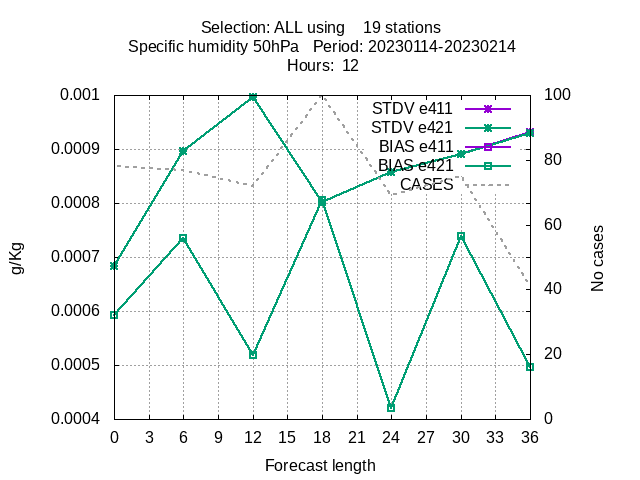 Selection: ALL using    19 stations
Specific humidity 50hPa   Period: 20230114-20230214
Hours:  12
0.001
0.0009
0.0008
0.0007
0.0006
0.0005
0.0004
g/Kg
STDV e411
STDV e421
BIAS e411
BIAS e421
CASES
100
80
60
40
20
0
No cases
0 3 6 9 12 15 18 21 24 27 30 33 36
Forecast length